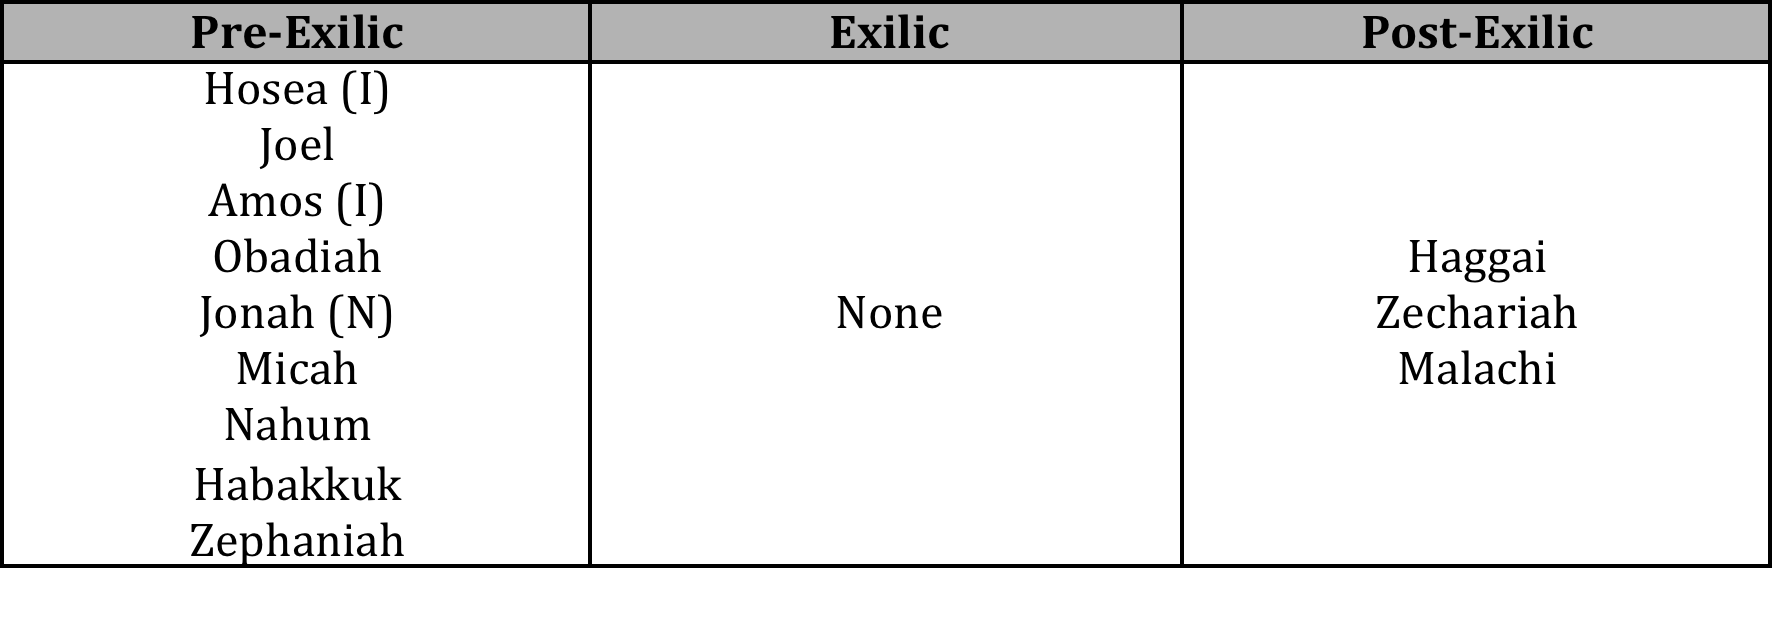 Pre-Exilic
Exilic
Post-Exilic
Hosea (I)
Joel
Amos (I)
Obadiah
Jonah (N)
Micah
Nahum
Habakkuk
Zephaniah
None
Haggai
Zechariah
Malachi